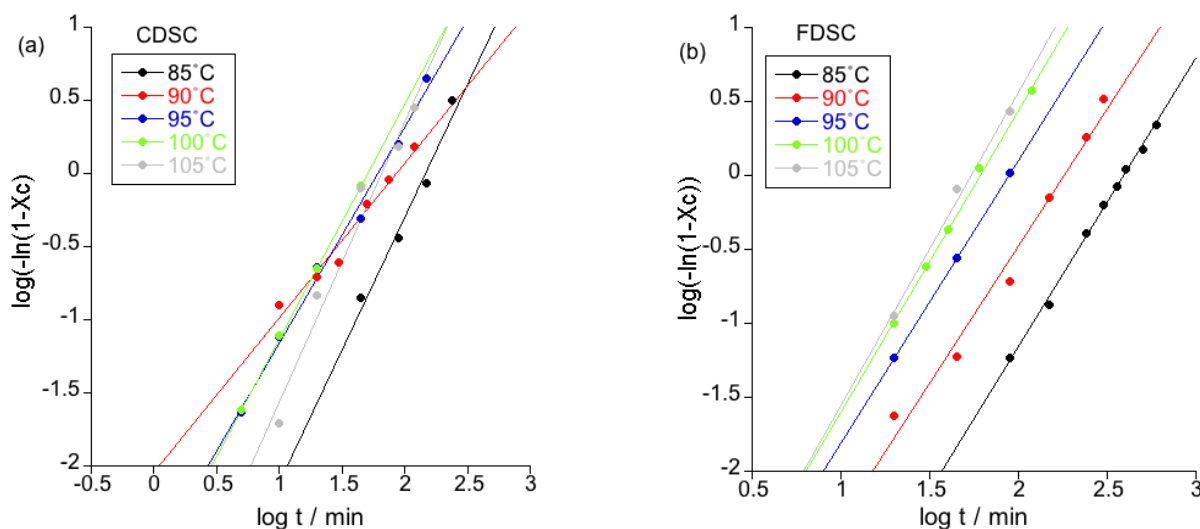 (a)
CDSC
85˚C
90˚C
95˚C
100˚C
105˚C
log(-ln(1-Xc)
1
0.5
0
-0.5
-1
-1.5
-2
-0.5
0
0.5
1
1.5
2
2.5
3
log t / min
(b)
FDSC
85˚C
90˚C
95˚C
100˚C
105˚C
log(-ln(1-Xc))
1
0.5
0
-0.5
-1
-1.5
-2
0.5
1
1.5
2
2.5
3
log t / min